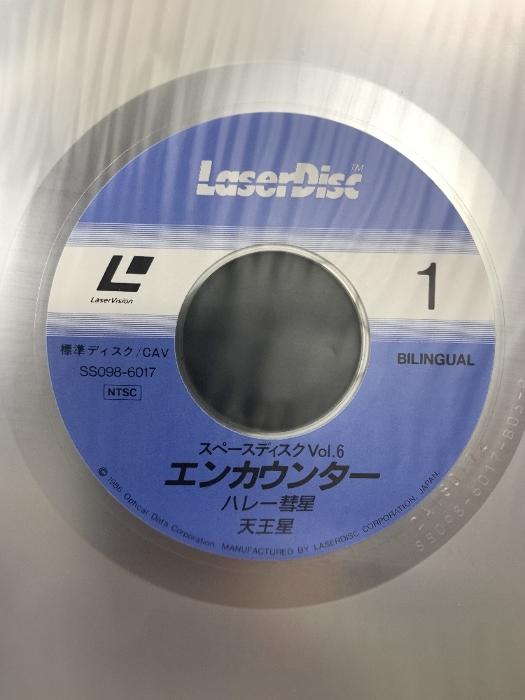 LaserDisc™
LaserVision
1
標準ディスク/CAV
SS098-6017
NTSC
BILINGUAL
スペースディスクVol.6
エンカウンター
ハレー彗星
天王星
© 1986 Optical Data Corporation. MANUFACTURED BY LASERDISC CORPORATION, JAPAN.